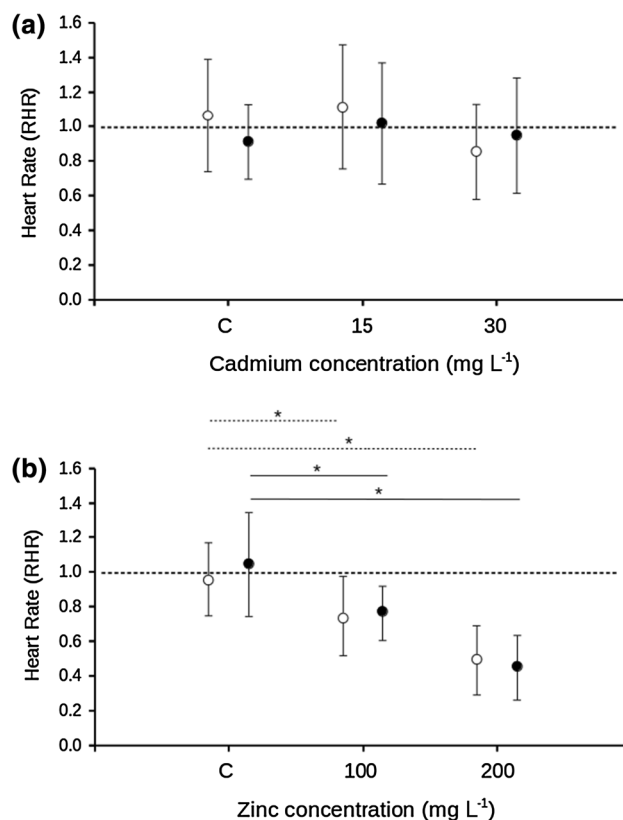 (a)
1.6
1.4
1.2
1.0
0.8
0.6
0.4
0.2
0.0
Heart Rate (RHR)
C 15 30
Cadmium concentration (mg L⁻¹)
*
*
(b)
*
*
1.6
1.4
1.2
1.0
0.8
0.6
0.4
0.2
0.0
Heart Rate (RHR)
C 100 200
Zinc concentration (mg L⁻¹)